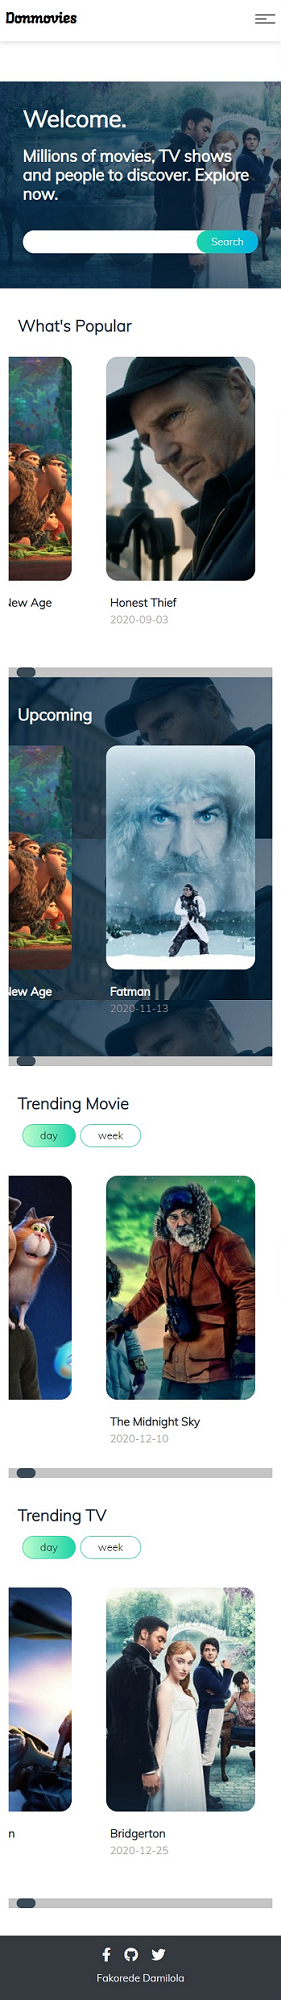 Donmovies
Welcome.
Millions of movies, TV shows
and people to discover. Explore
now.
Search
What's Popular
New Age
Honest Thief
2020-09-03
Upcoming
New Age
Fatman
2020-11-13
Trending Movie
day
week
The Midnight Sky
2020-12-10
Trending TV
day
week
n
Bridgerton
2020-12-25
Fakorede Damilola